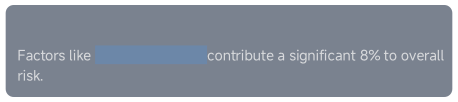 Factors like contribute a significant 8% to overall
risk.